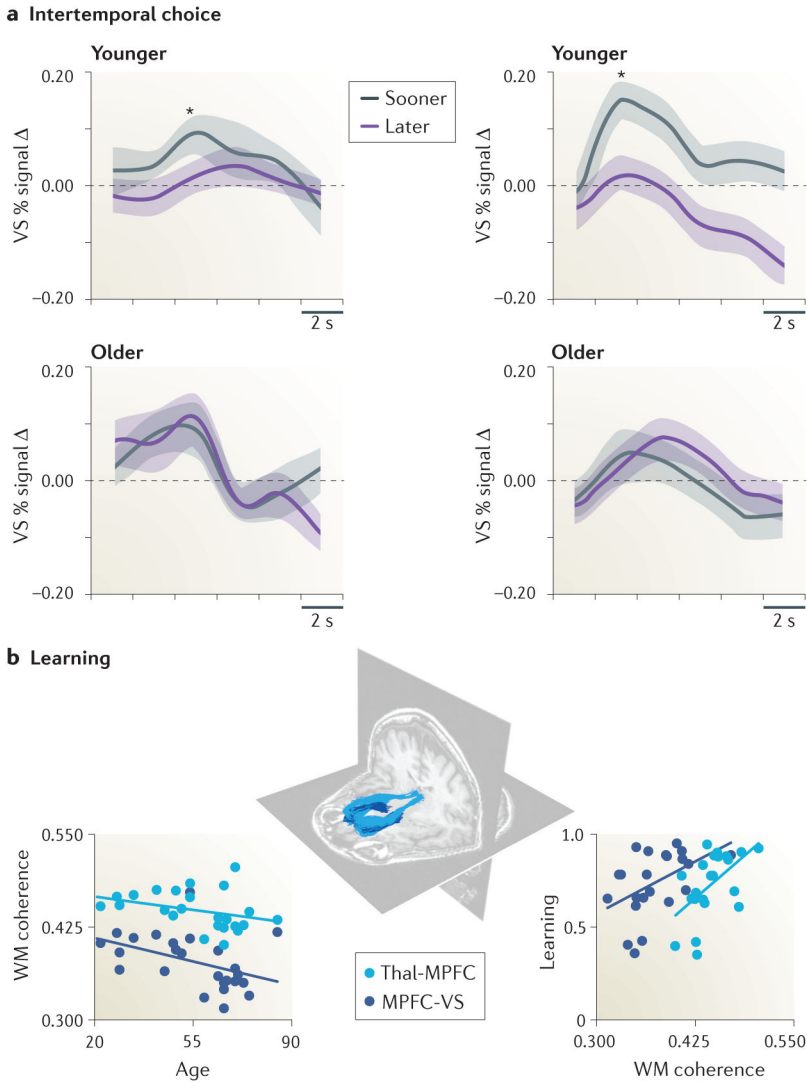 a Intertemporal choice
Younger
0.20
0.00
−0.20
VS % signal Δ
*
2 s
Sooner
Later
Younger
0.20
0.00
−0.20
VS % signal Δ
*
2 s
Older
0.20
0.00
−0.20
VS % signal Δ
2 s
Older
0.20
0.00
−0.20
VS % signal Δ
2 s
b Learning
0.550
0.425
0.300
WM coherence
20 55 90
Age
Thal-MPFC
MPFC-VS
1.0
0.5
0
Learning
0.300 0.425 0.550
WM coherence